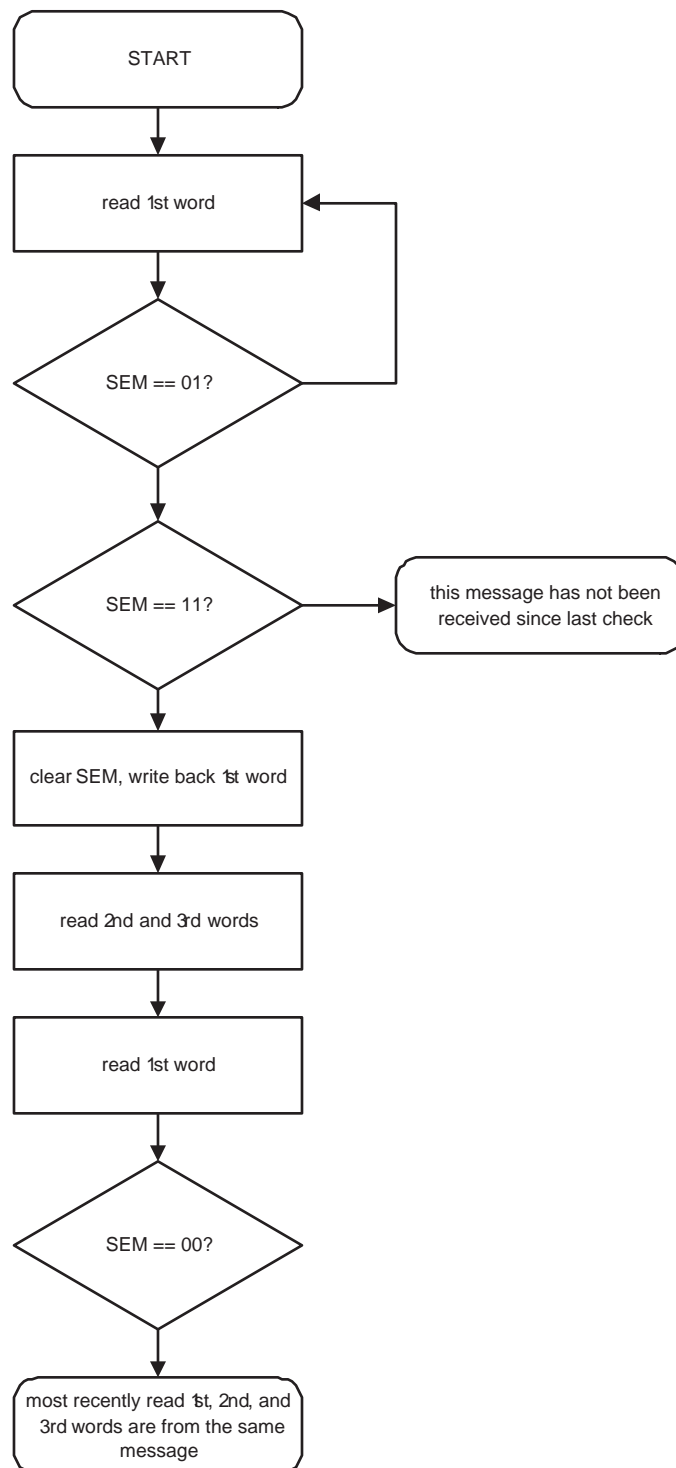 START
read 1st word
SEM == 01?
SEM == 11?
this message has not been
received since last check
clear SEM, write back 1st word
read 2nd and 3rd words
read 1st word
SEM == 00?
most recently read 1st, 2nd, and
3rd words are from the same
message